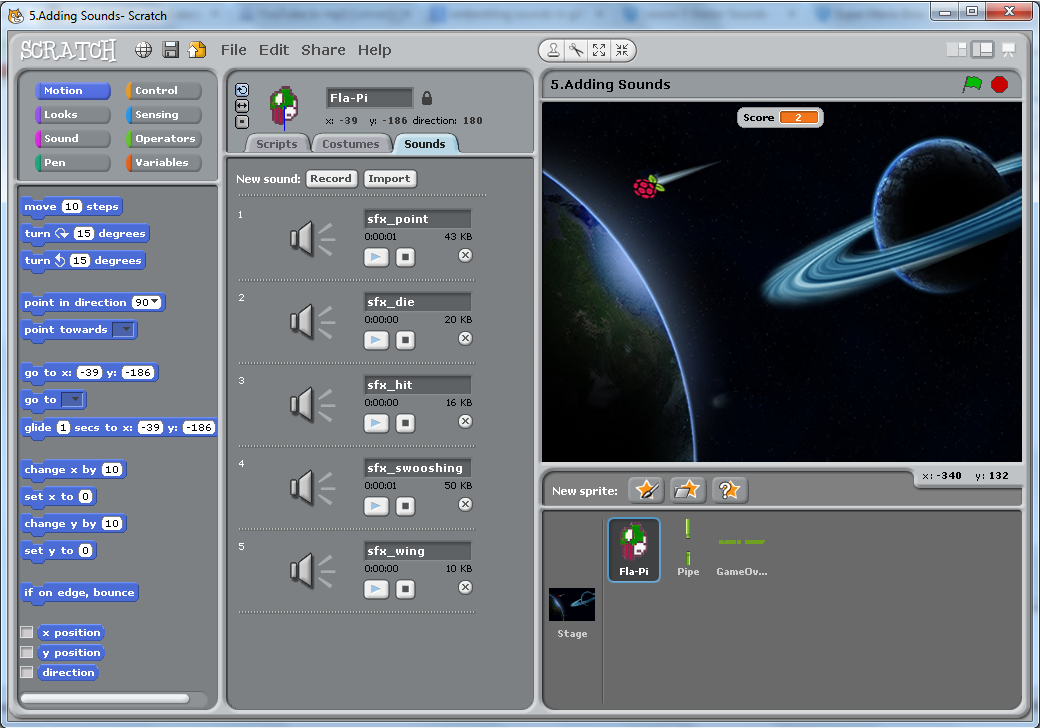 5.Adding Sounds- Scratch
SCRATCH File Edit Share Help
Motion Control
Looks Sensing
Sound Operators
Pen Variables
move 10 steps
turn 15 degrees
turn 15 degrees
point in direction 90
point towards
go to x: -39 y: -186
go to
glide 1 secs to x: -39 y: -186
change x by 10
set x to 0
change y by 10
set y to 0
if on edge, bounce
x position
y position
direction
Fla-Pi
x: -39 y: -186 direction: 180
Scripts Costumes Sounds
New sound: Record Import
1 sfx_point
0:00:01 43 KB
2 sfx_die
0:00:00 20 KB
3 sfx_hit
0:00:00 16 KB
4 sfx_swooshing
0:00:01 50 KB
5 sfx_wing
0:00:00 10 KB
5.Adding Sounds
Score 2
x: -340 y: 132
New sprite:
Fla-Pi Pipe GameOv...
Stage